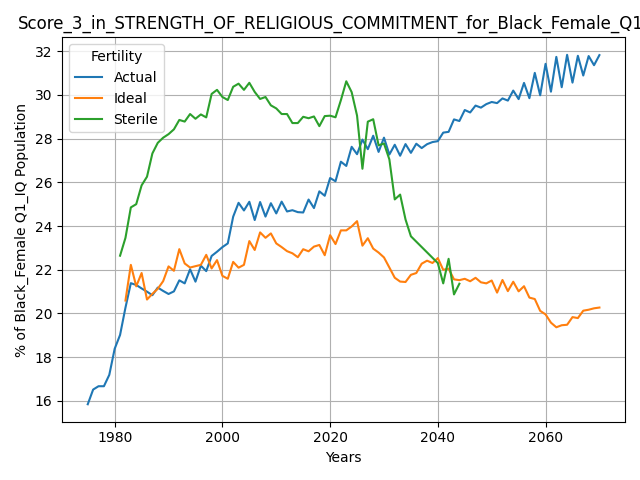 Score_3_in_STRENGTH_OF_RELIGIOUS_COMMITMENT_for_Black_Female_Q1
Fertility
Actual
Ideal
Sterile
% of Black_Female Q1_IQ Population
32
30
28
26
24
22
20
18
16
1980
2000
2020
2040
2060
Years